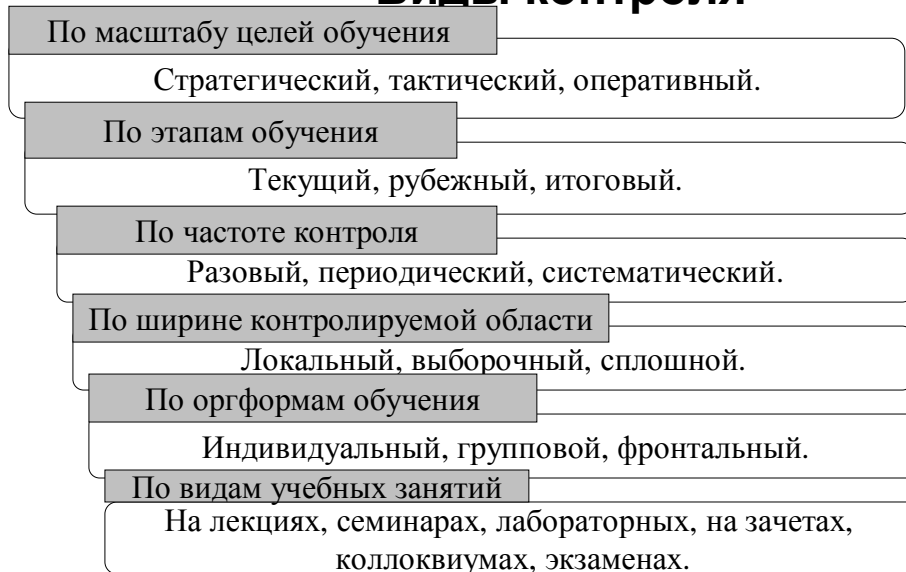 Виды контроля
По масштабу целей обучения
Стратегический, тактический, оперативный.
По этапам обучения
Текущий, рубежный, итоговый.
По частоте контроля
Разовый, периодический, систематический.
По ширине контролируемой области
Локальный, выборочный, сплошной.
По оргформам обучения
Индивидуальный, групповой, фронтальный.
По видам учебных занятий
На лекциях, семинарах, лабораторных, на зачетах,
коллоквиумах, экзаменах.